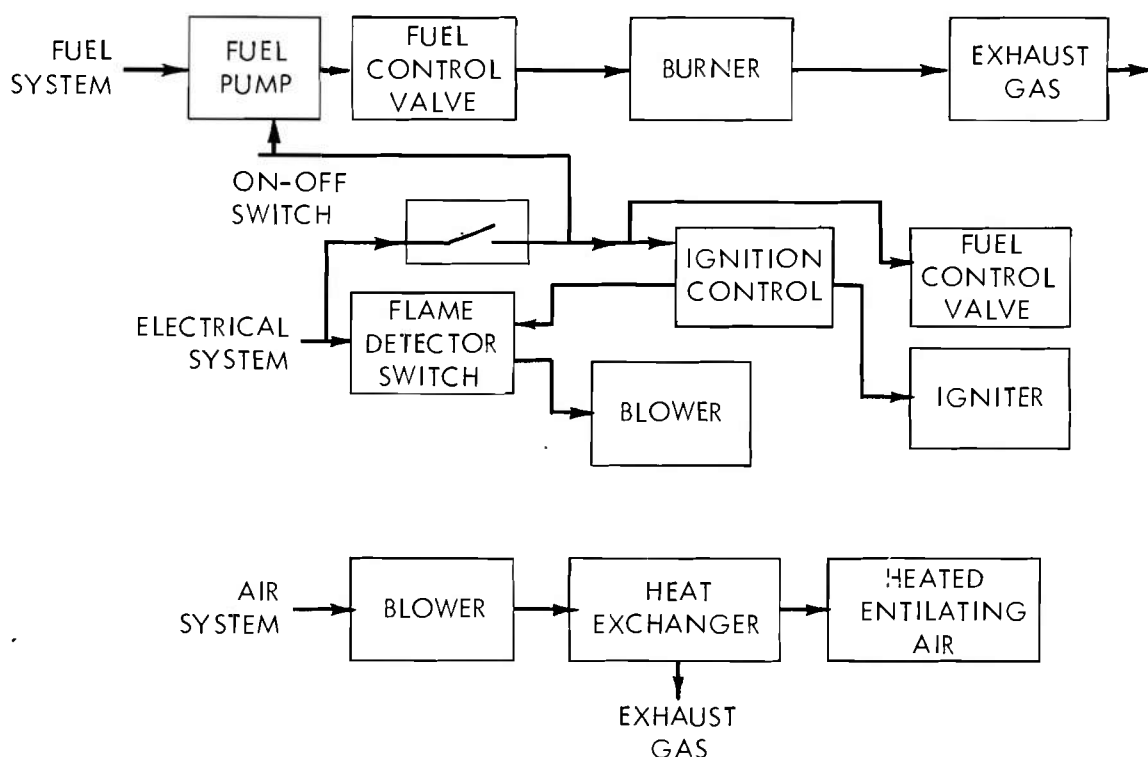 FUEL
SYSTEM
FUEL
PUMP
FUEL
CONTROL
VALVE
BURNER
EXHAUST
GAS
ON-OFF
SWITCH
IGNITION
CONTROL
FUEL
CONTROL
VALVE
ELECTRICAL
SYSTEM
FLAME
DETECTOR
SWITCH
BLOWER
IGNITER
AIR
SYSTEM
BLOWER
HEAT
EXCHANGER
HEATED
ENTILATING
AIR
EXHAUST
GAS